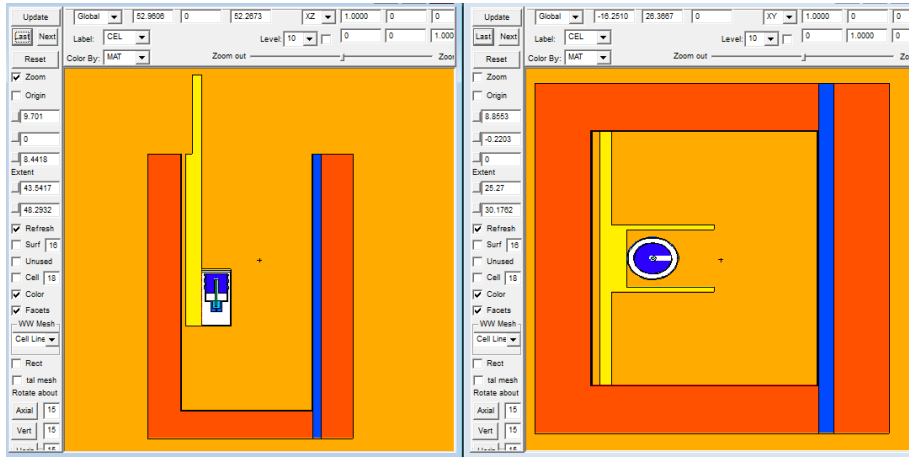 Update Global 52.9606 0 52.2673 XZ 1.0000 0 0
Last Next Label: CEL Level: 10 0 0 1.000
Reset Color By: MAT Zoom out Zoo
Zoom
Origin
9.701
0
8.4418
Extent
43.5417
48.2932
Refresh
Surf 16
Unused
Cell 18
Color
Facets
WW Mesh
Cell Line
Rect
tal mesh
Rotate about
Axial 15
Vert 15
15
Update Global -16.2510 26.3667 0 XY 1.0000 0 0
Last Next Label: CEL Level: 10 0 1.0000 0
Reset Color By: MAT Zoom out Zo
Zoom
Origin
8.8553
-0.2203
0
Extent
25.27
30.1762
Refresh
Surf 16
Unused
Cell 18
Color
Facets
WW Mesh
Cell Line
Rect
tal mesh
Rotate about
Axial 15
Vert 15
15